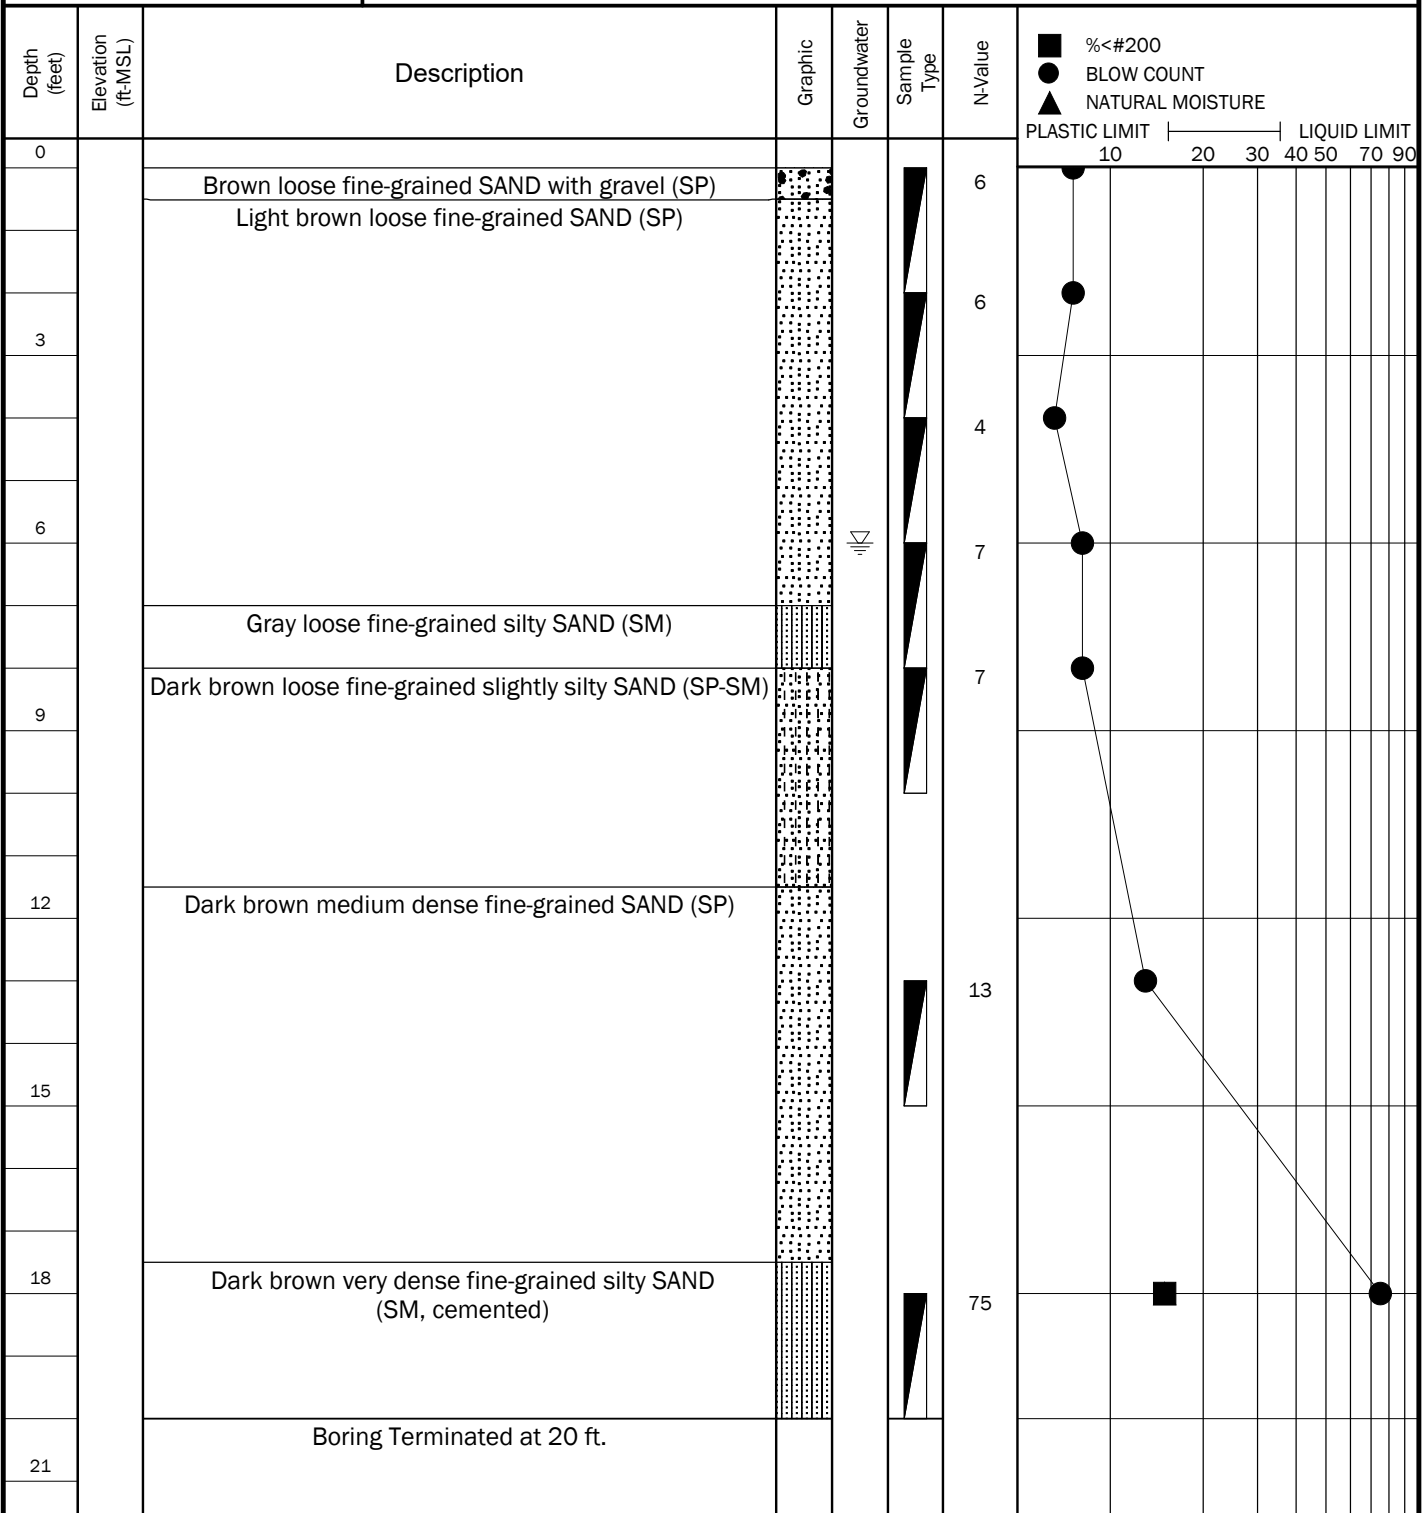 Depth
(feet)
Elevation
(ft-MSL)
Description
Graphic
Groundwater
Sample
Type
N-Value
%<#200
BLOW COUNT
NATURAL MOISTURE
PLASTIC LIMIT LIQUID LIMIT
10 20 30 40 50 70 90
0
Brown loose fine-grained SAND with gravel (SP)
6
Light brown loose fine-grained SAND (SP)
6
3
4
6
7
Gray loose fine-grained silty SAND (SM)
7
Dark brown loose fine-grained slightly silty SAND (SP-SM)
9
12
Dark brown medium dense fine-grained SAND (SP)
13
15
18
Dark brown very dense fine-grained silty SAND
(SM, cemented)
75
Boring Terminated at 20 ft.
21